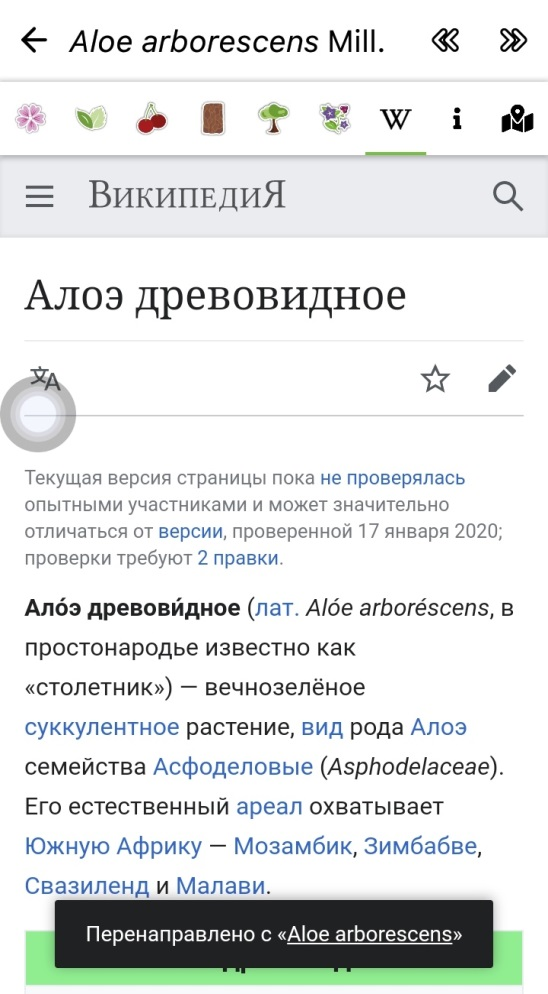 Aloe arborescens Mill.
W
i
ВикипедиЯ
Алоэ древовидное
Текущая версия страницы пока не проверялась
опытными участниками и может значительно
отличаться от версии, проверенной 17 января 2020;
проверки требуют 2 правки.
Ало́э древови́дное (лат. Alóe arboréscens, в
простонародье известно как
«столетник») — вечнозелёное
суккулентное растение, вид рода Алоэ
семейства Асфоделовые (Asphodelaceae).
Его естественный ареал охватывает
Южную Африку — Мозамбик, Зимбабве,
Свазиленд и Малави.
Перенаправлено с «Aloe arborescens»